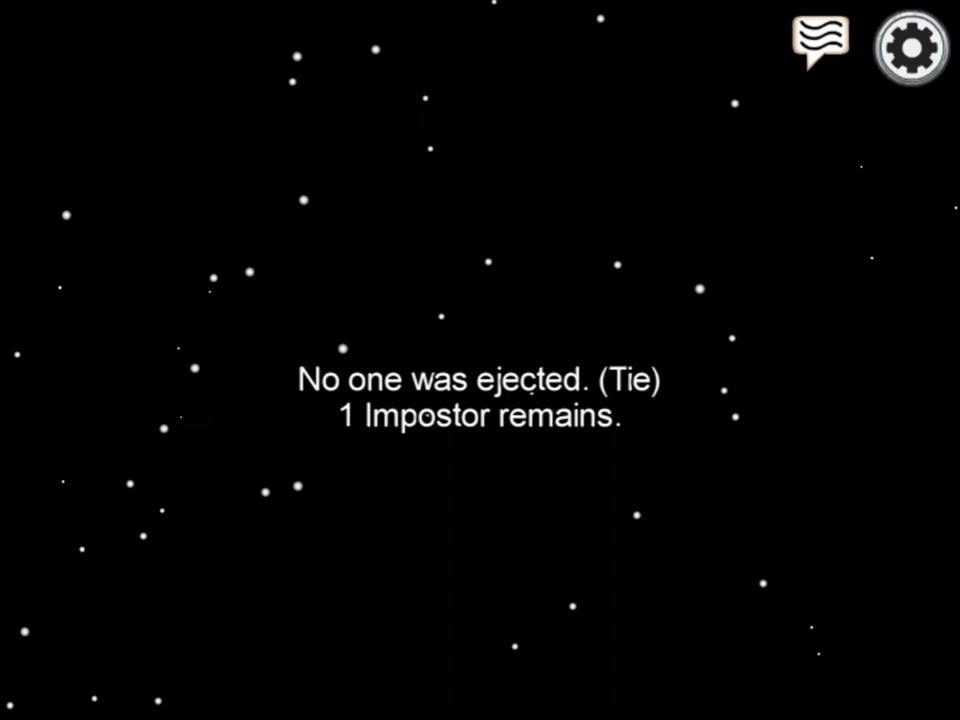 No one was ejected. (Tie)
1 Impostor remains.